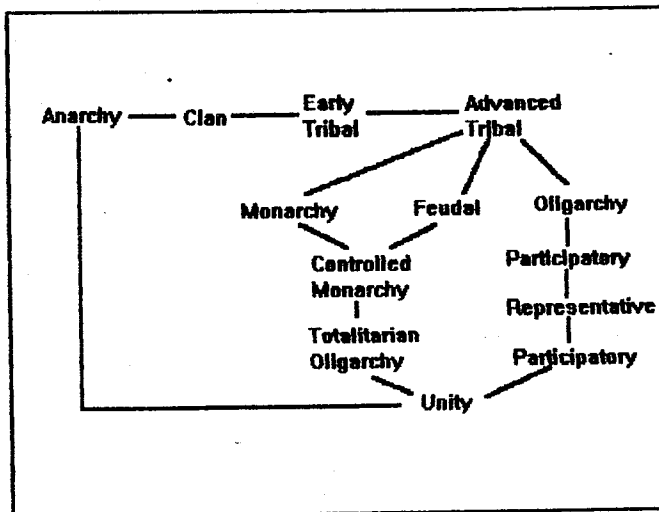 Anarchy
Clan
Early
Tribal
Advanced
Tribal
Monarchy
Feudal
Oligarchy
Controlled
Monarchy
Participatory
Representative
Totalitarian
Oligarchy
Participatory
Unity